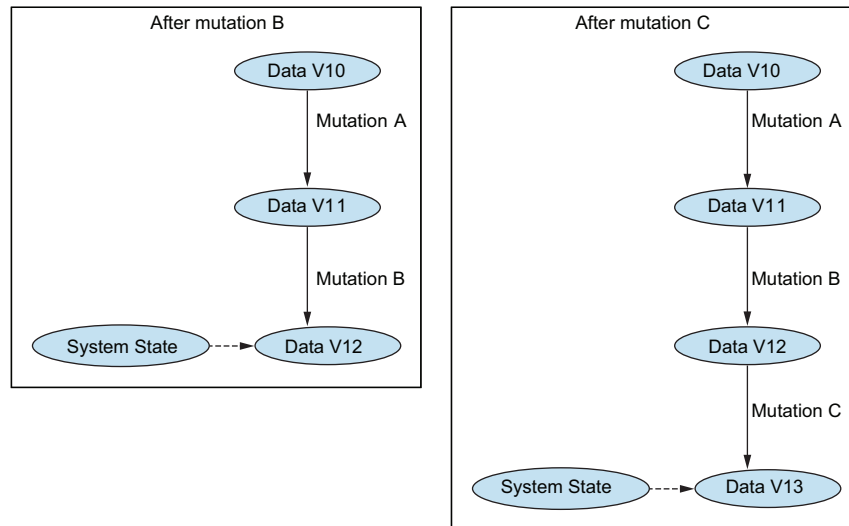 After mutation B
Data V10
Mutation A
Data V11
Mutation B
System State
Data V12
After mutation C
Data V10
Mutation A
Data V11
Mutation B
Data V12
Mutation C
System State
Data V13